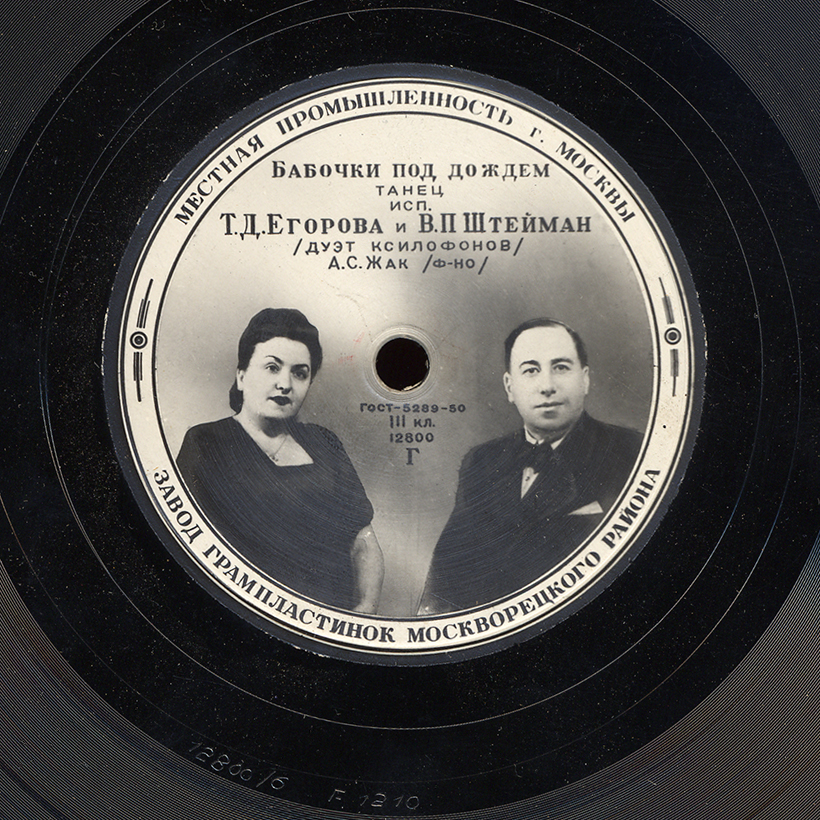 МЕСТНАЯ ПРОМЫШЛЕННОСТЬ г. МОСКВЫ
БАБОЧКИ ПОД ДОЖДЕМ
ТАНЕЦ
ИСП.
Т.Д.ЕГОРОВА и В.П ШТЕЙМАН
/ДУЭТ КСИЛОФОНОВ/
А.С.ЖАК /Ф-НО/
ГОСТ-5289-50
III КЛ.
12800
Г
ЗАВОД ГРАМПЛАСТИНОК МОСКВОРЕЦКОГО РАЙОНА
12800/6 F. 1210